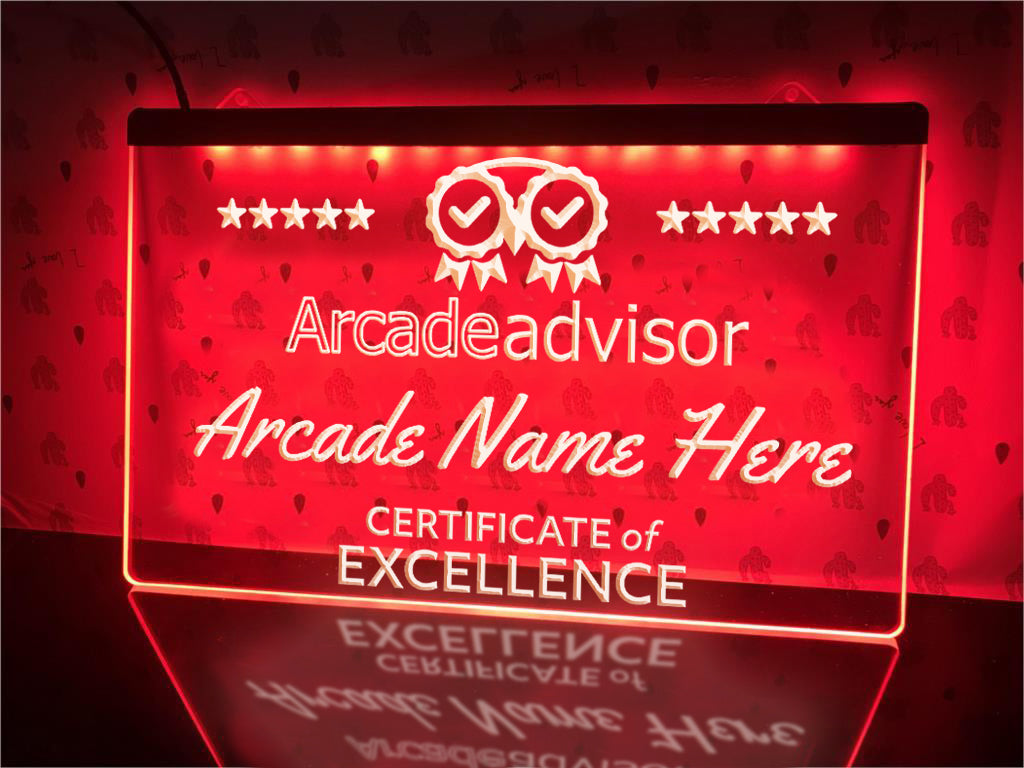 Arcadeadvisor
Arcade Name Here
CERTIFICATE of
EXCELLENCE